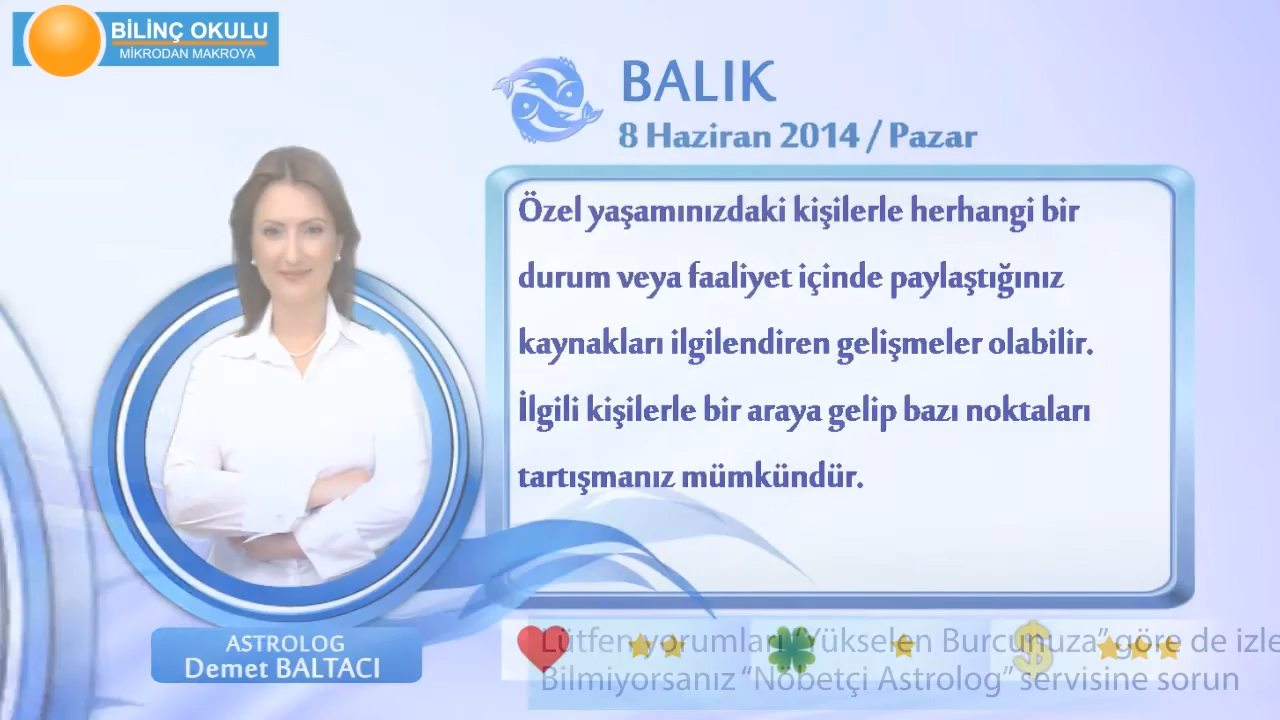 BİLİNÇ OKULU
MİKRODAN MAKROYA
BALIK
8 Haziran 2014 / Pazar
Özel yaşamınızdaki kişilerle herhangi bir
durum veya faaliyet içinde paylaştığınız
kaynakları ilgilendiren gelişmeler olabilir.
İlgili kişilerle bir araya gelip bazı noktaları
tartışmanız mümkündür.
ASTROLOG
Demet BALTACI
Lütfen yorumları "Yükselen Burcunuza" göre de izle
Bilmiyorsanız "Nöbetçi Astrolog" servisine sorun